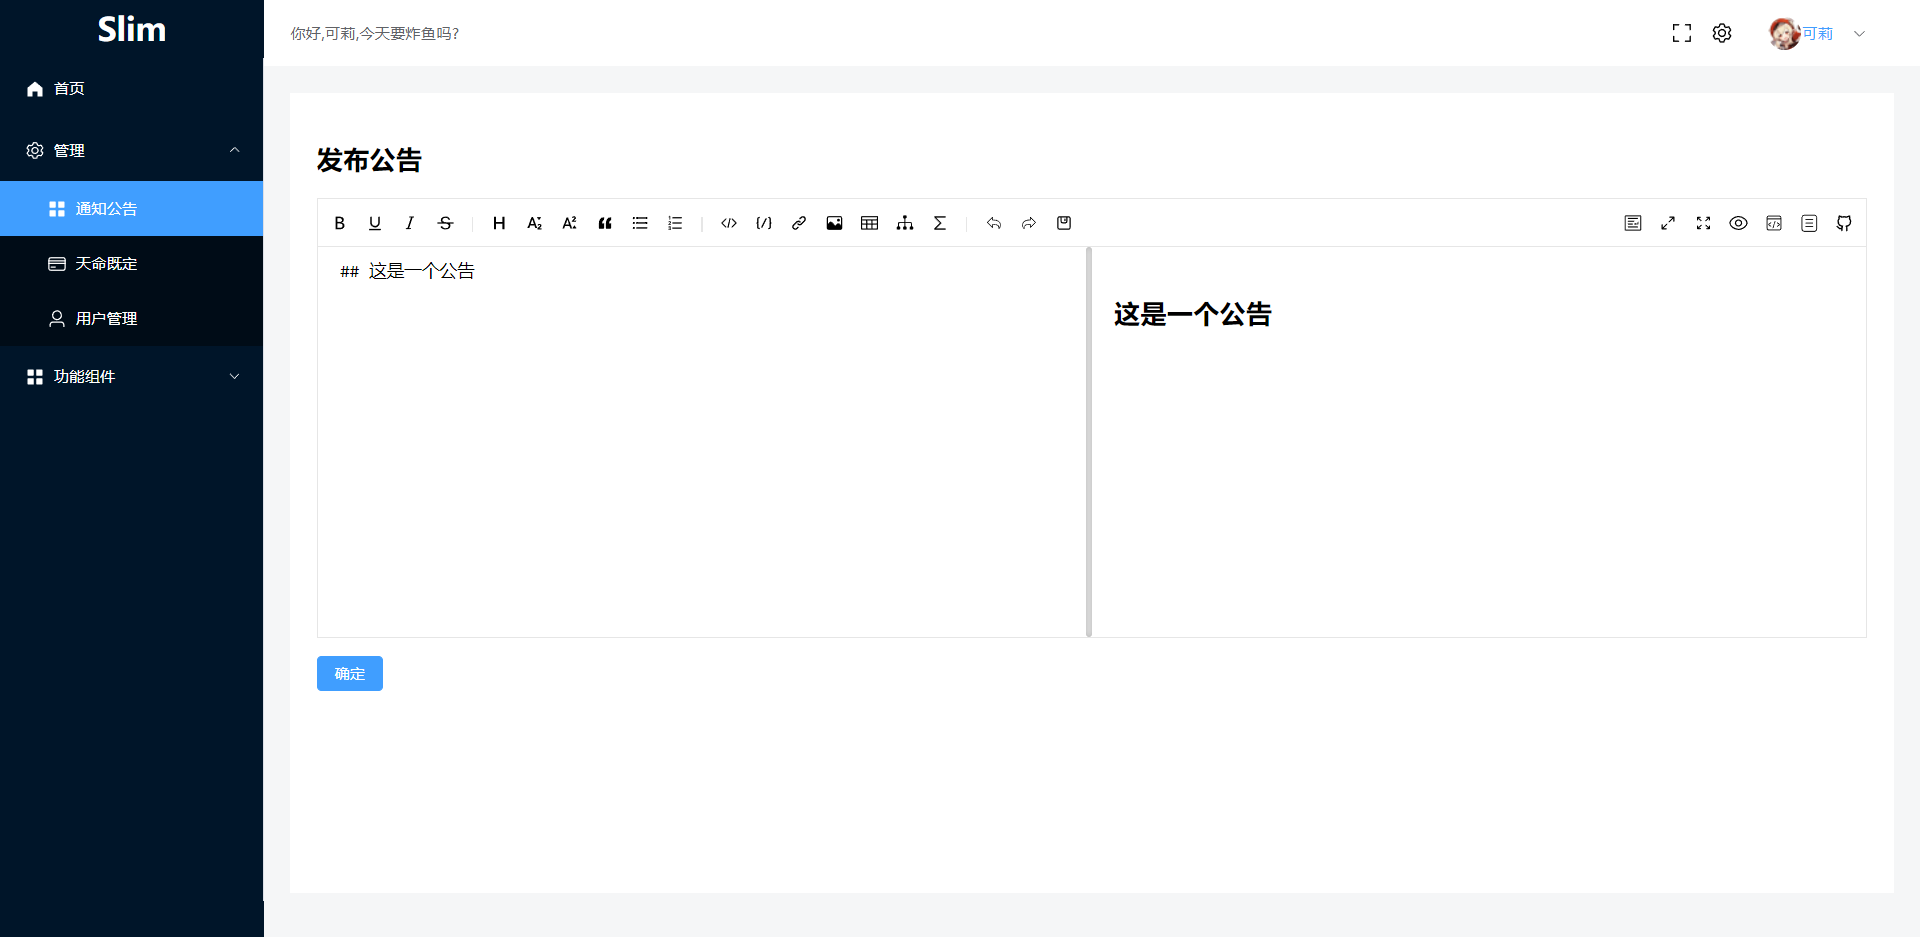 Slim
你好,可莉,今天要炸鱼吗?
可莉
首页
管理
通知公告
天命既定
用户管理
功能组件
发布公告
## 这是一个公告
这是一个公告
确定